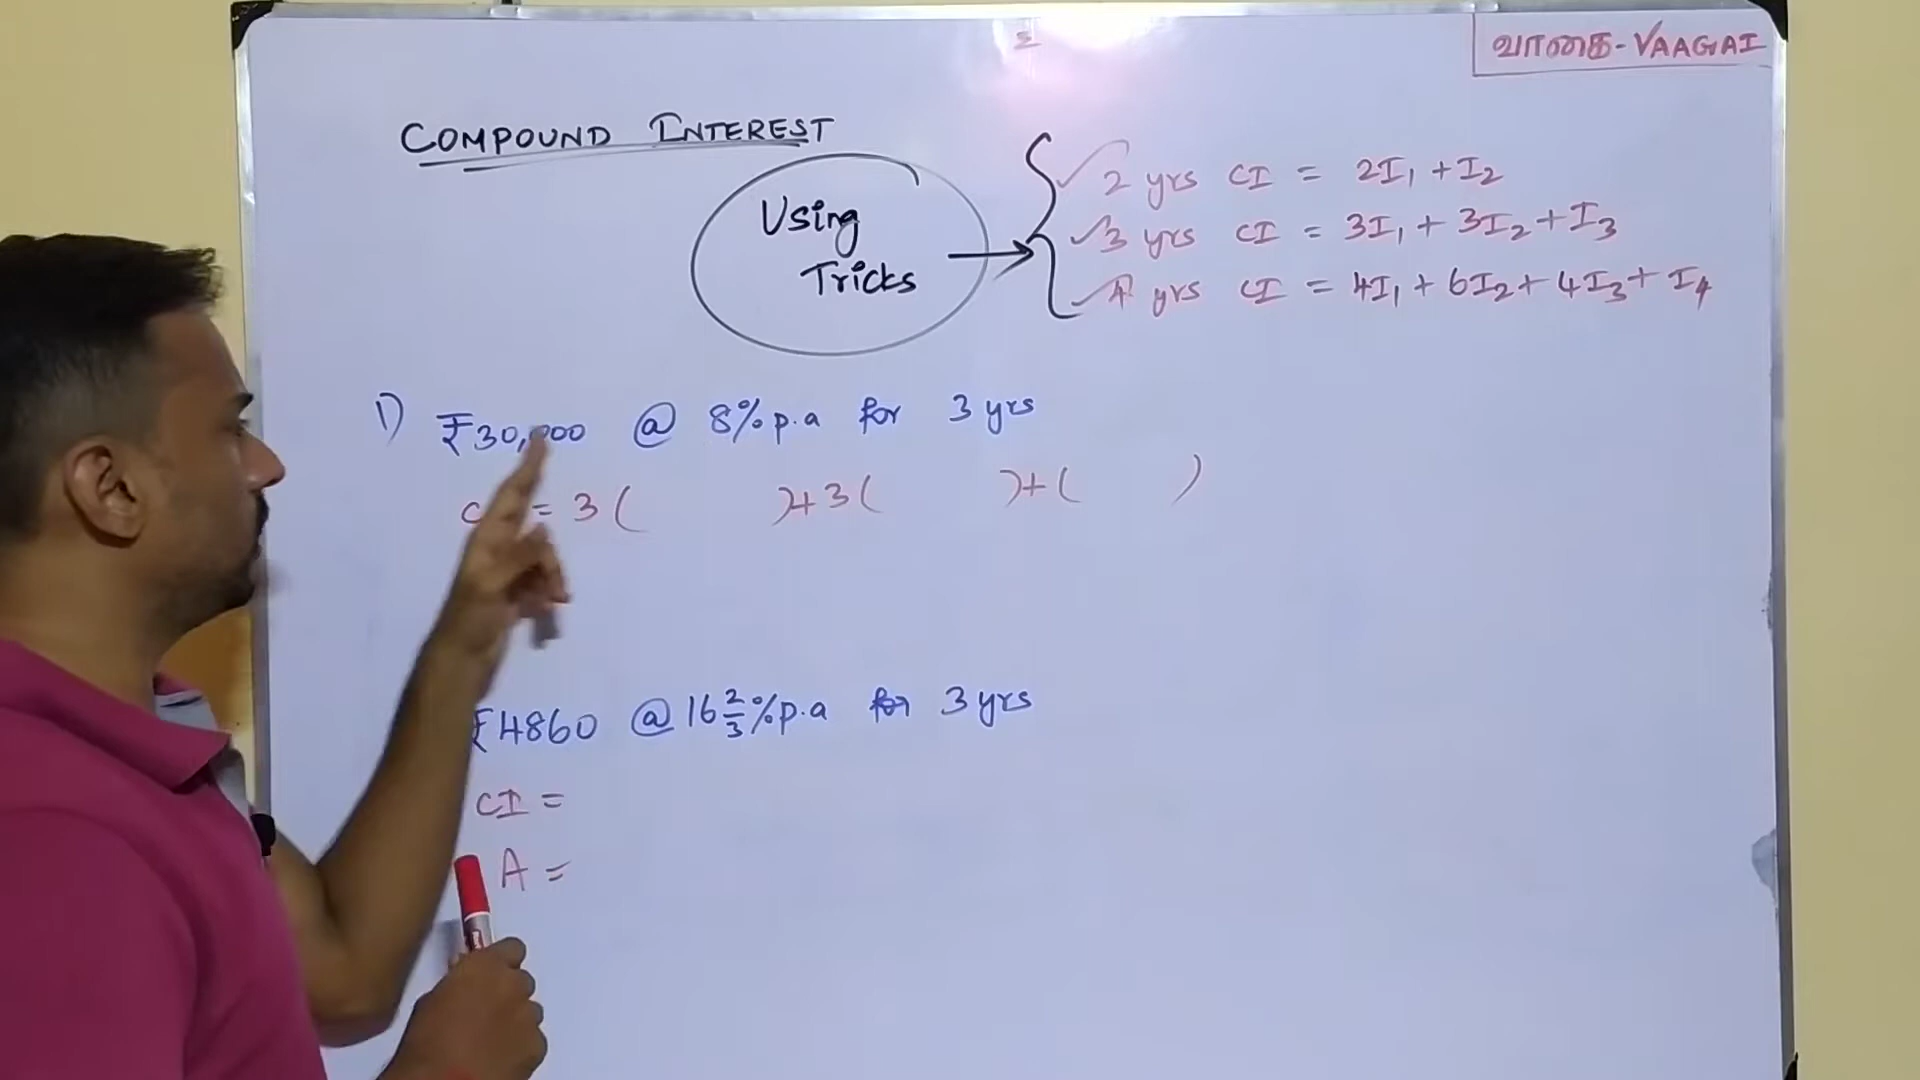 வாகை - VAAGAI
COMPOUND INTEREST
Using
Tricks
2 yrs CI = 2I₁ + I₂
3 yrs CI = 3I₁ + 3I₂ + I₃
4 yrs CI = 4I₁ + 6I₂ + 4I₃ + I₄
1) ₹30,000 @ 8% p.a for 3 yrs
= 3 ( ) + 3 ( ) + ( )
₹4860 @ 16 2/3 % p.a for 3 yrs
CI =
A =